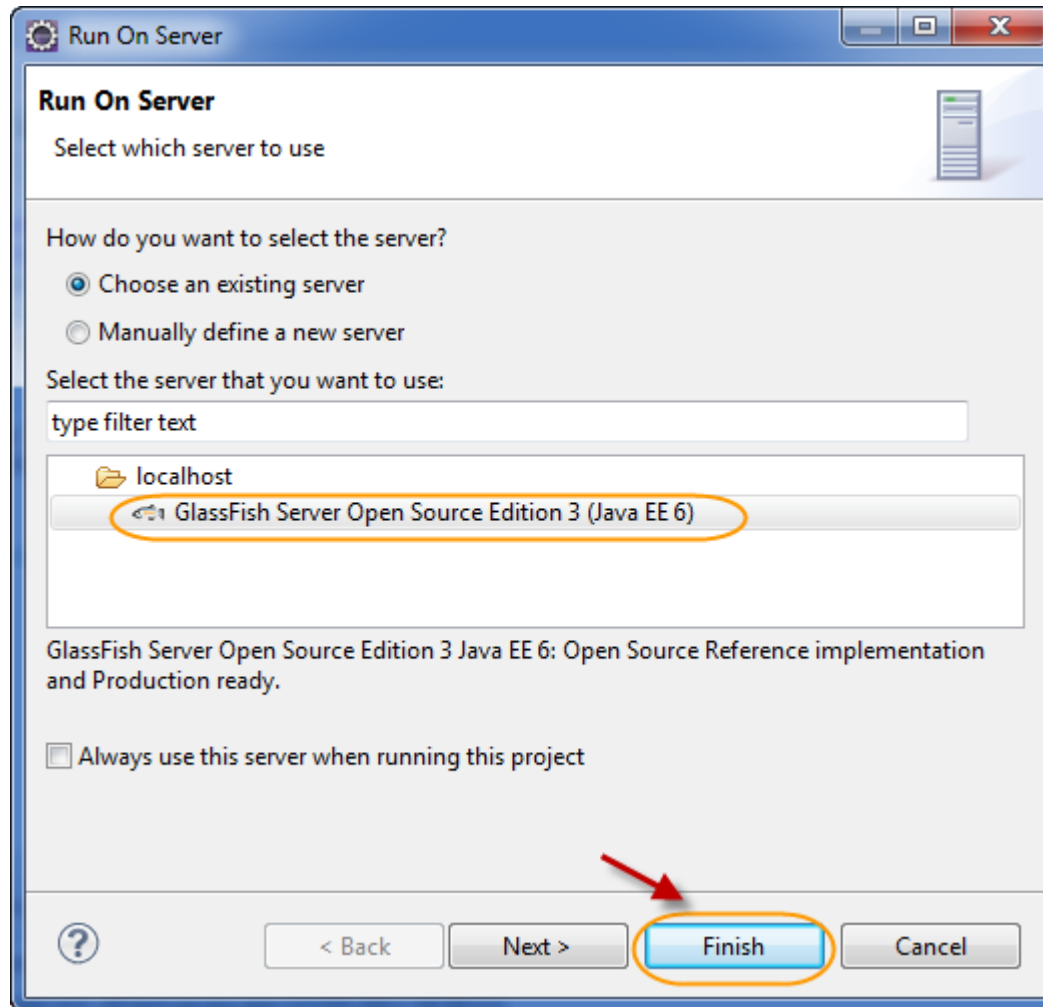 Run On Server
Run On Server
Select which server to use
How do you want to select the server?
Choose an existing server
Manually define a new server
Select the server that you want to use:
type filter text
localhost
GlassFish Server Open Source Edition 3 (Java EE 6)
GlassFish Server Open Source Edition 3 Java EE 6: Open Source Reference implementation
and Production ready.
Always use this server when running this project
? < Back Next > Finish Cancel